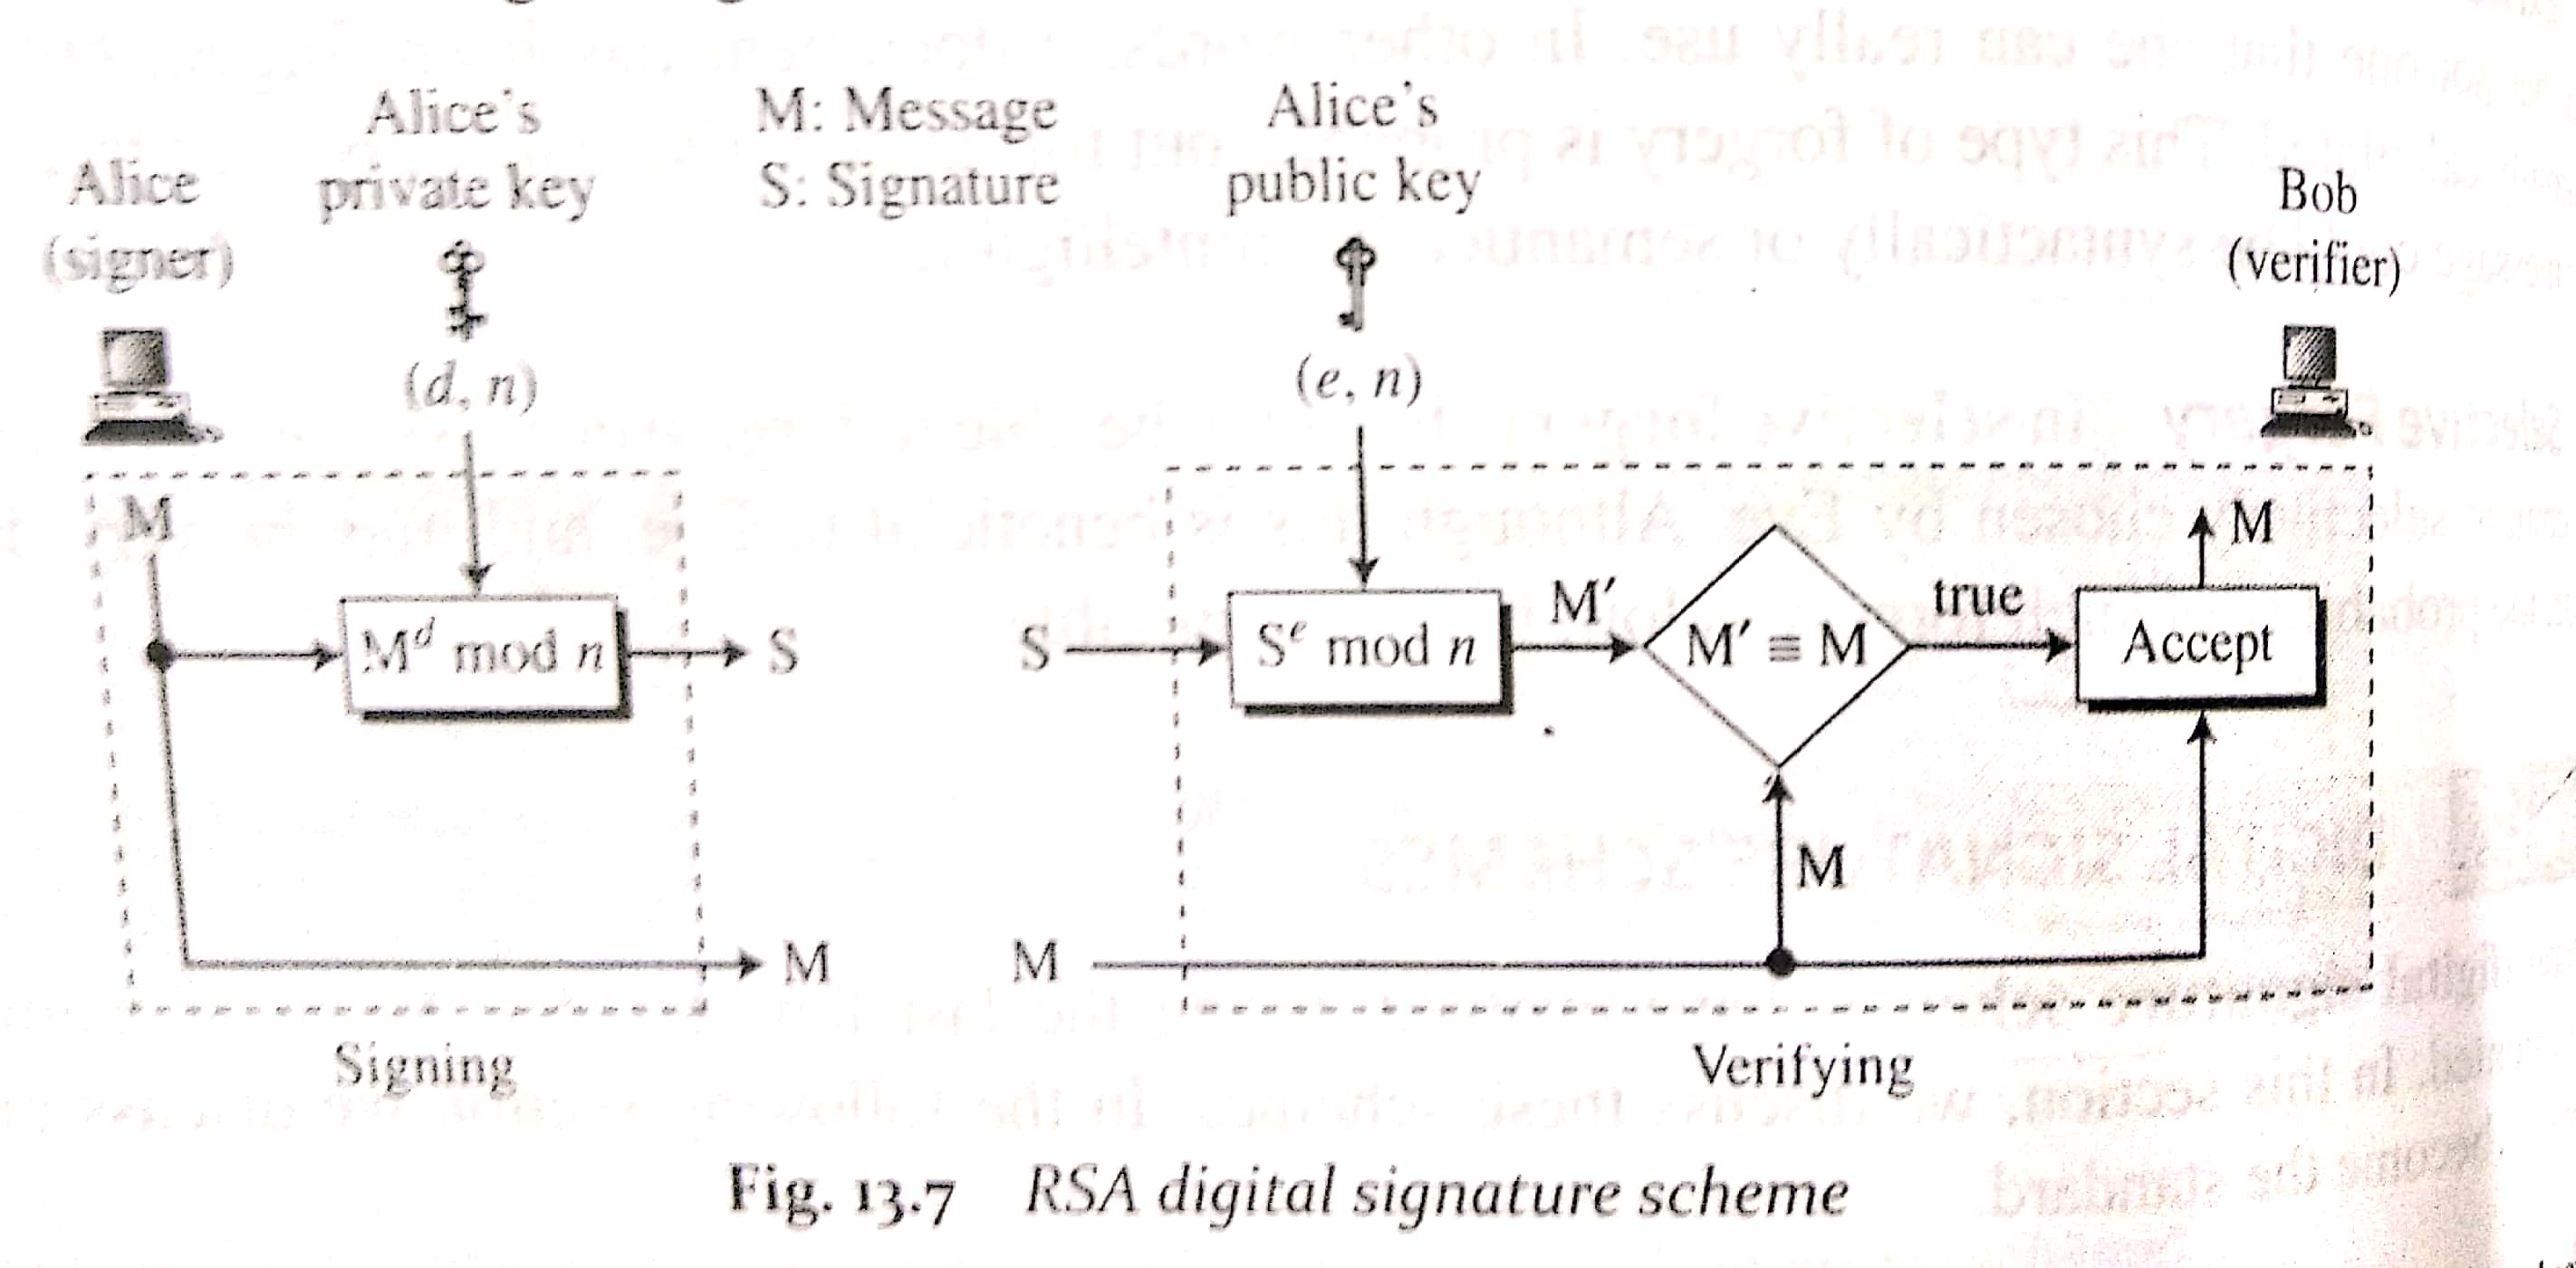 Alice
(signer)
Alice's
private key
(d, n)
M: Message
S: Signature
Alice's
public key
(e, n)
Bob
(verifier)
M
M^d mod n
S
M
Signing
S
S^e mod n
M′
M′ ≡ M
true
Accept
M
M
M
Verifying
Fig. 13.7 RSA digital signature scheme